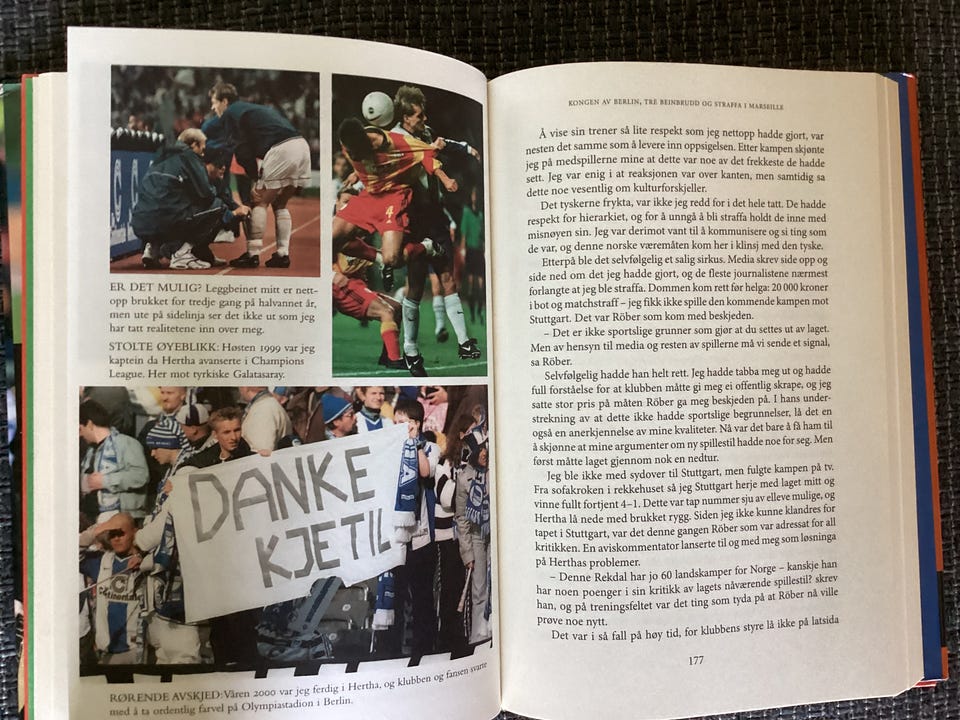 ER DET MULIG? Leggbeinet mitt er nett-
opp brukket for tredje gang på halvannet år,
men ute på sidelinja ser det ikke ut som jeg
har tatt realitetene inn over meg.
STOLTE ØYEBLIKK: Høsten 1999 var jeg
kaptein da Hertha avanserte i Champions
League. Her mot tyrkiske Galatasaray.
4
DANKE
KJETIL
RØRENDE AVSKJED: Våren 2000 var jeg ferdig i Hertha, og klubben og fansen svarte
med å ta ordentlig farvel på Olympiastadion i Berlin.
KONGEN AV BERLIN, TRE BEINBRUDD OG STRAFFA I MARSEILLE
Å vise sin trener så lite respekt som jeg nettopp hadde gjort, var
nesten det samme som å levere inn oppsigelsen. Etter kampen skjønte
jeg på medspillerne mine at dette var noe av det frekkeste de hadde
sett. Jeg var enig i at reaksjonen var over kanten, men samtidig sa
dette noe vesentlig om kulturforskjeller.
Det tyskerne frykta, var ikke jeg redd for i det hele tatt. De hadde
respekt for hierarkiet, og for å unngå å bli straffa holdt de inne med
misnøyen sin. Jeg var derimot vant til å kommunisere og si ting som
de var, og denne norske væremåten kom her i klinsj med den tyske.
Etterpå ble det selvfølgelig et salig sirkus. Media skrev side opp og
side ned om det jeg hadde gjort, og de fleste journalistene nærmest
forlangte at jeg ble straffa. Dommen kom rett før helga: 20 000 kroner
i bot og matchstraff – jeg fikk ikke spille den kommende kampen mot
Stuttgart. Det var Röber som kom med beskjeden.
– Det er ikke sportslige grunner som gjør at du settes ut av laget.
Men av hensyn til media og resten av spillerne må vi sende et signal,
sa Röber.
Selvfølgelig hadde han helt rett. Jeg hadde tabba meg ut og hadde
full forståelse for at klubben måtte gi meg ei offentlig skrape, og jeg
satte stor pris på måten Röber ga meg beskjeden på. I hans under-
strekning av at dette ikke hadde sportslige begrunnelser, lå det en
også en anerkjennelse av mine kvaliteter. Nå var det bare å få ham til
å skjønne at mine argumenter om ny spillestil hadde noe for seg. Men
først måtte laget gjennom nok en nedtur.
Jeg ble ikke med sydover til Stuttgart, men fulgte kampen på tv.
Fra sofakroken i rekkehuset så jeg Stuttgart herje med laget mitt og
vinne fullt fortjent 4–1. Dette var tap nummer sju av elleve mulige, og
Hertha lå nede med brukket rygg. Siden jeg ikke kunne klandres for
tapet i Stuttgart, var det denne gangen Röber som var adressat for all
kritikken. En aviskommentator lanserte til og med meg som løsninga
på Herthas problemer.
– Denne Rekdal har jo 60 landskamper for Norge – kanskje han
har noen poenger i sin kritikk av lagets nåværende spillestil? skrev
han, og på treningsfeltet var det ting som tyda på at Röber nå ville
prøve noe nytt.
Det var i så fall på høy tid, for klubbens styre lå ikke på latsida
177